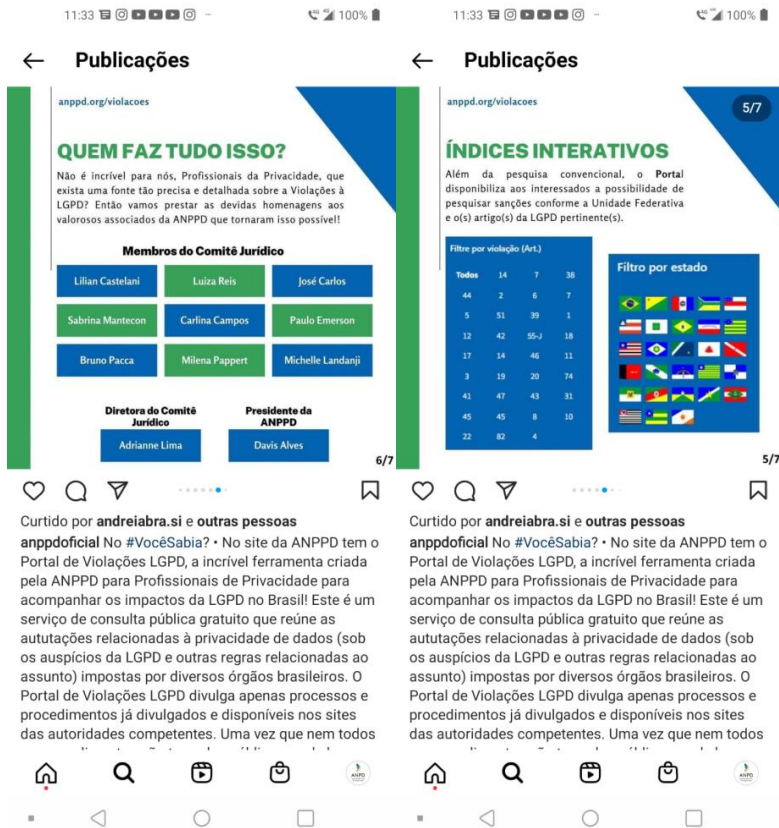 11:33
100%
Publicações
anppd.org/violacoes
QUEM FAZ TUDO ISSO?
Não é incrível para nós, Profissionais da Privacidade, que
exista uma fonte tão precisa e detalhada sobre a Violações à
LGPD? Então vamos prestar as devidas homenagens aos
valorosos associados da ANPPD que tornaram isso possível!
Membros do Comitê Jurídico
Lilian Castelani
Luiza Reis
José Carlos
Sabrina Mantecon
Carlina Campos
Paulo Emerson
Bruno Pacca
Milena Pappert
Michelle Landanji
Diretora do Comitê
Jurídico
Adrianne Lima
Presidente da
ANPPD
Davis Alves
6/7
Curtido por andreiabra.si e outras pessoas
anppdoficial No #VocêSabia? • No site da ANPPD tem o
Portal de Violações LGPD, a incrível ferramenta criada
pela ANPPD para Profissionais de Privacidade para
acompanhar os impactos da LGPD no Brasil! Este é um
serviço de consulta pública gratuito que reúne as
aututações relacionadas à privacidade de dados (sob
os auspícios da LGPD e outras regras relacionadas ao
assunto) impostas por diversos órgãos brasileiros. O
Portal de Violações LGPD divulga apenas processos e
procedimentos já divulgados e disponíveis nos sites
das autoridades competentes. Uma vez que nem todos
11:33
100%
Publicações
anppd.org/violacoes
5/7
ÍNDICES INTERATIVOS
Além da pesquisa convencional, o Portal
disponibiliza aos interessados a possibilidade de
pesquisar sanções conforme a Unidade Federativa
e o(s) artigo(s) da LGPD pertinente(s).
Filtre por violação (Art.)
Todos 14 7 38
44 2 6 7
5 51 39 1
12 42 55-J 18
17 14 46 11
3 19 20 74
41 47 43 31
45 45 8 10
22 82 4
Filtro por estado
5/7
Curtido por andreiabra.si e outras pessoas
anppdoficial No #VocêSabia? • No site da ANPPD tem o
Portal de Violações LGPD, a incrível ferramenta criada
pela ANPPD para Profissionais de Privacidade para
acompanhar os impactos da LGPD no Brasil! Este é um
serviço de consulta pública gratuito que reúne as
aututações relacionadas à privacidade de dados (sob
os auspícios da LGPD e outras regras relacionadas ao
assunto) impostas por diversos órgãos brasileiros. O
Portal de Violações LGPD divulga apenas processos e
procedimentos já divulgados e disponíveis nos sites
das autoridades competentes. Uma vez que nem todos